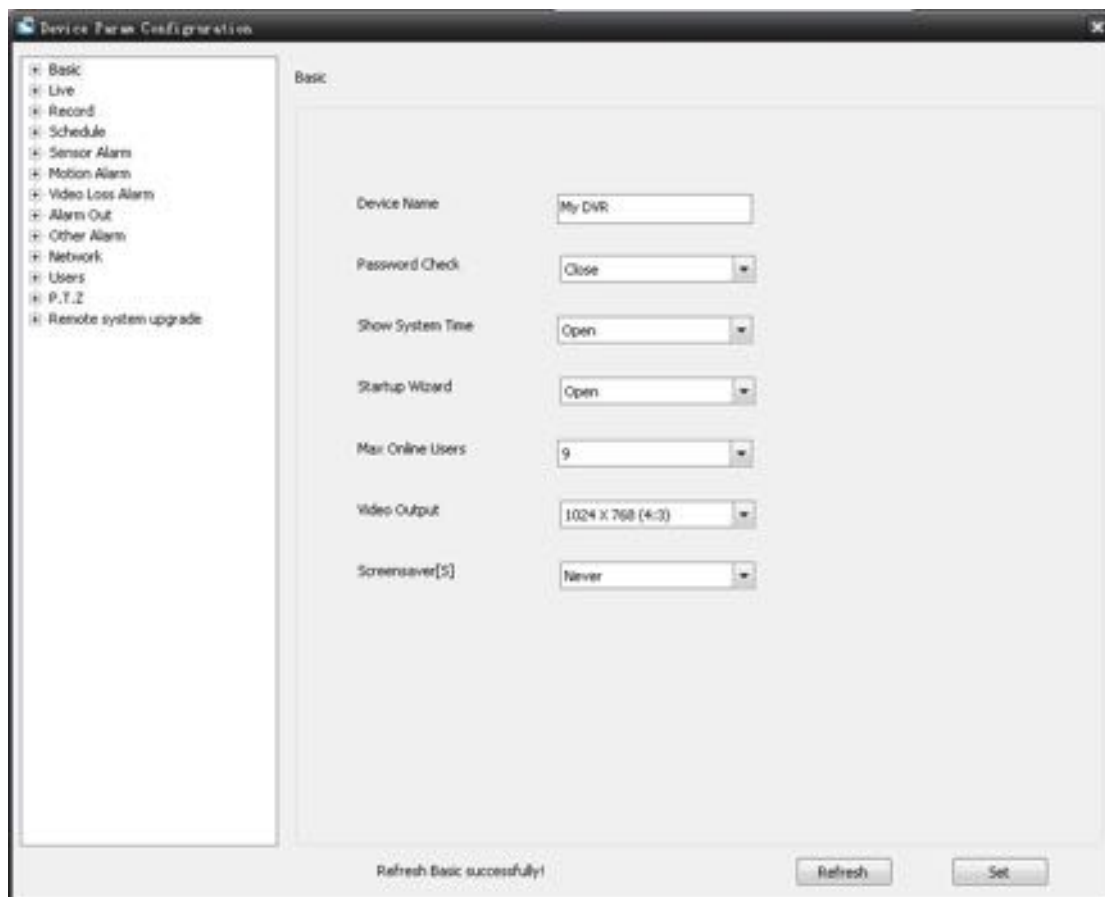 Device Param Configruration
Basic
Live
Record
Schedule
Sensor Alarm
Motion Alarm
Video Loss Alarm
Alarm Out
Other Alarm
Network
Users
P.T.Z
Remote system upgrade
Basic
Device Name My DVR
Password Check Close
Show System Time Open
Startup Wizard Open
Max Online Users 9
Video Output 1024 X 768 (4:3)
Screensaver[S] Never
Refresh Basic successfully! Refresh Set